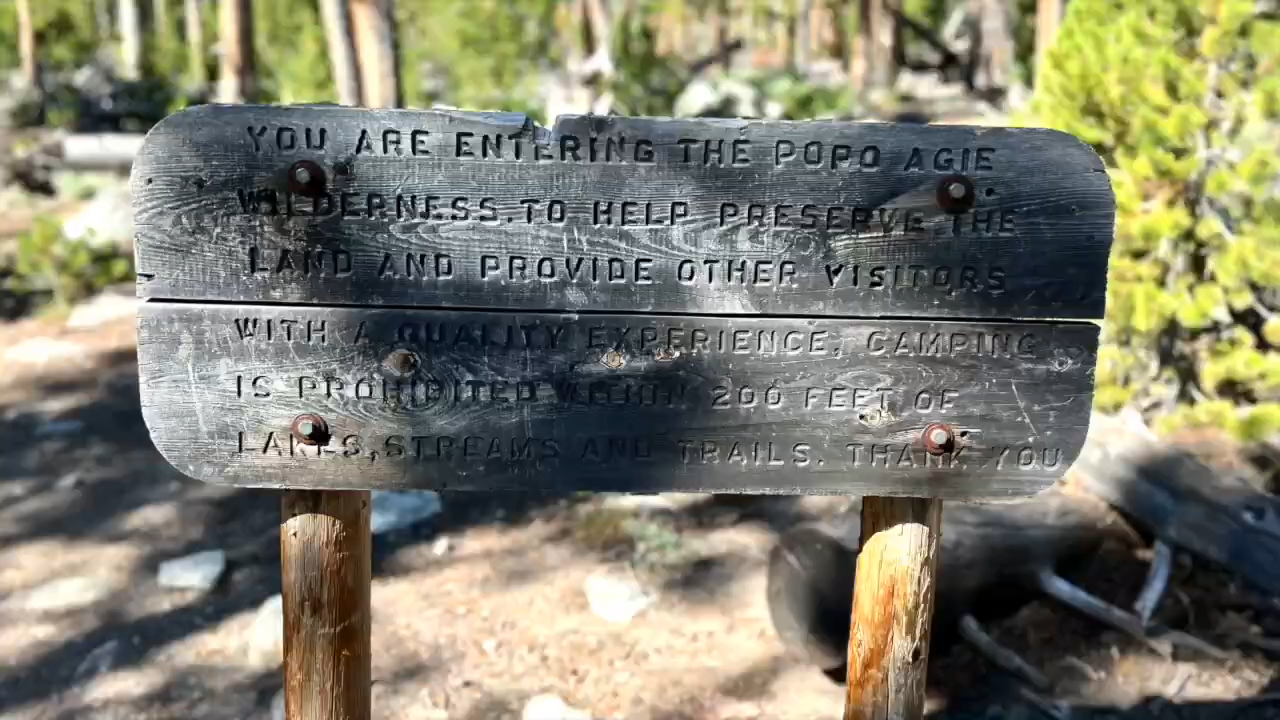 YOU ARE ENTERING THE POPO AGIE
WILDERNESS. TO HELP PRESERVE THE
LAND AND PROVIDE OTHER VISITORS
WITH A QUALITY EXPERIENCE, CAMPING
IS PROHIBITED WITHIN 200 FEET OF
LAKES, STREAMS AND TRAILS. THANK YOU